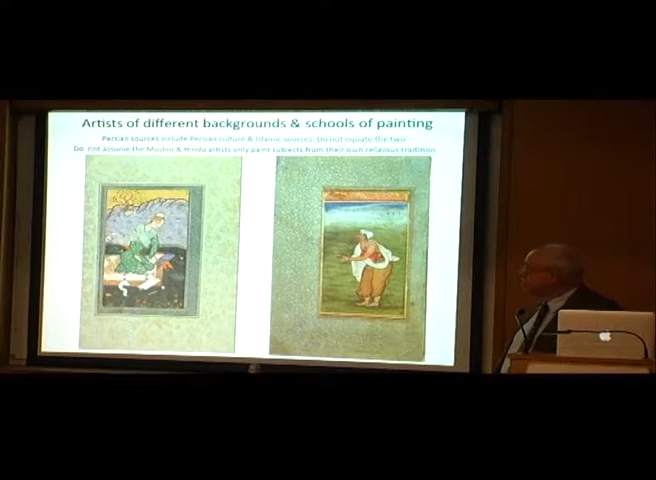 Artists of different backgrounds & schools of painting
Persian sources include Persian culture & Islamic sources. Do not equate the two.
Do not assume the Muslim & Hindu artists only paint subjects from their own religious tradition